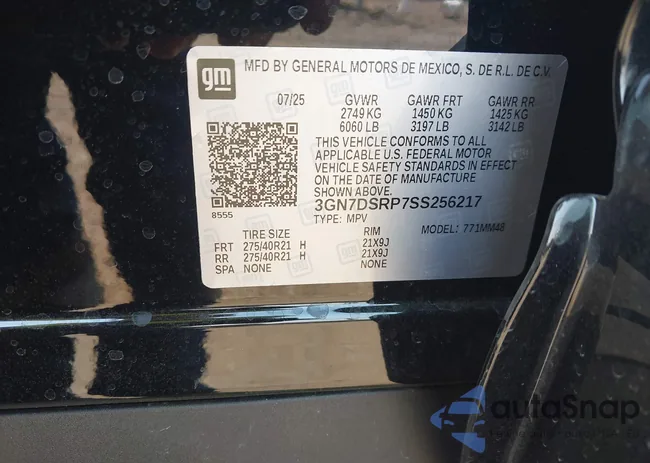 gm
MFD BY GENERAL MOTORS DE MEXICO, S. DE R.L. DE C.V.
07/25 GVWR GAWR FRT GAWR RR
2749 KG 1450 KG 1425 KG
6060 LB 3197 LB 3142 LB
THIS VEHICLE CONFORMS TO ALL
APPLICABLE U.S. FEDERAL MOTOR
VEHICLE SAFETY STANDARDS IN EFFECT
ON THE DATE OF MANUFACTURE
SHOWN ABOVE.
8555 3GN7DSRP7SS256217
TYPE: MPV MODEL: 771MM48
TIRE SIZE RIM
FRT 275/40R21 H 21X9J
RR 275/40R21 H 21X9J
SPA NONE NONE
autoSnap